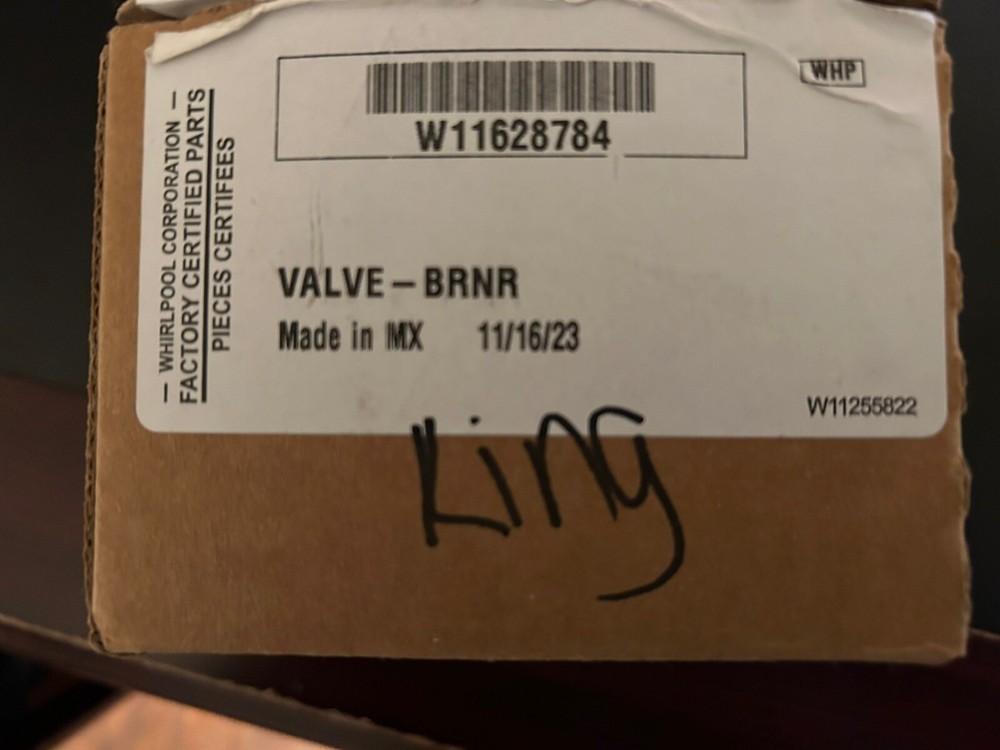 — WHIRLPOOL CORPORATION —
FACTORY CERTIFIED PARTS
PIECES CERTIFEES
W11628784
WHP
VALVE – BRNR
Made in MX 11/16/23
W11255822
King